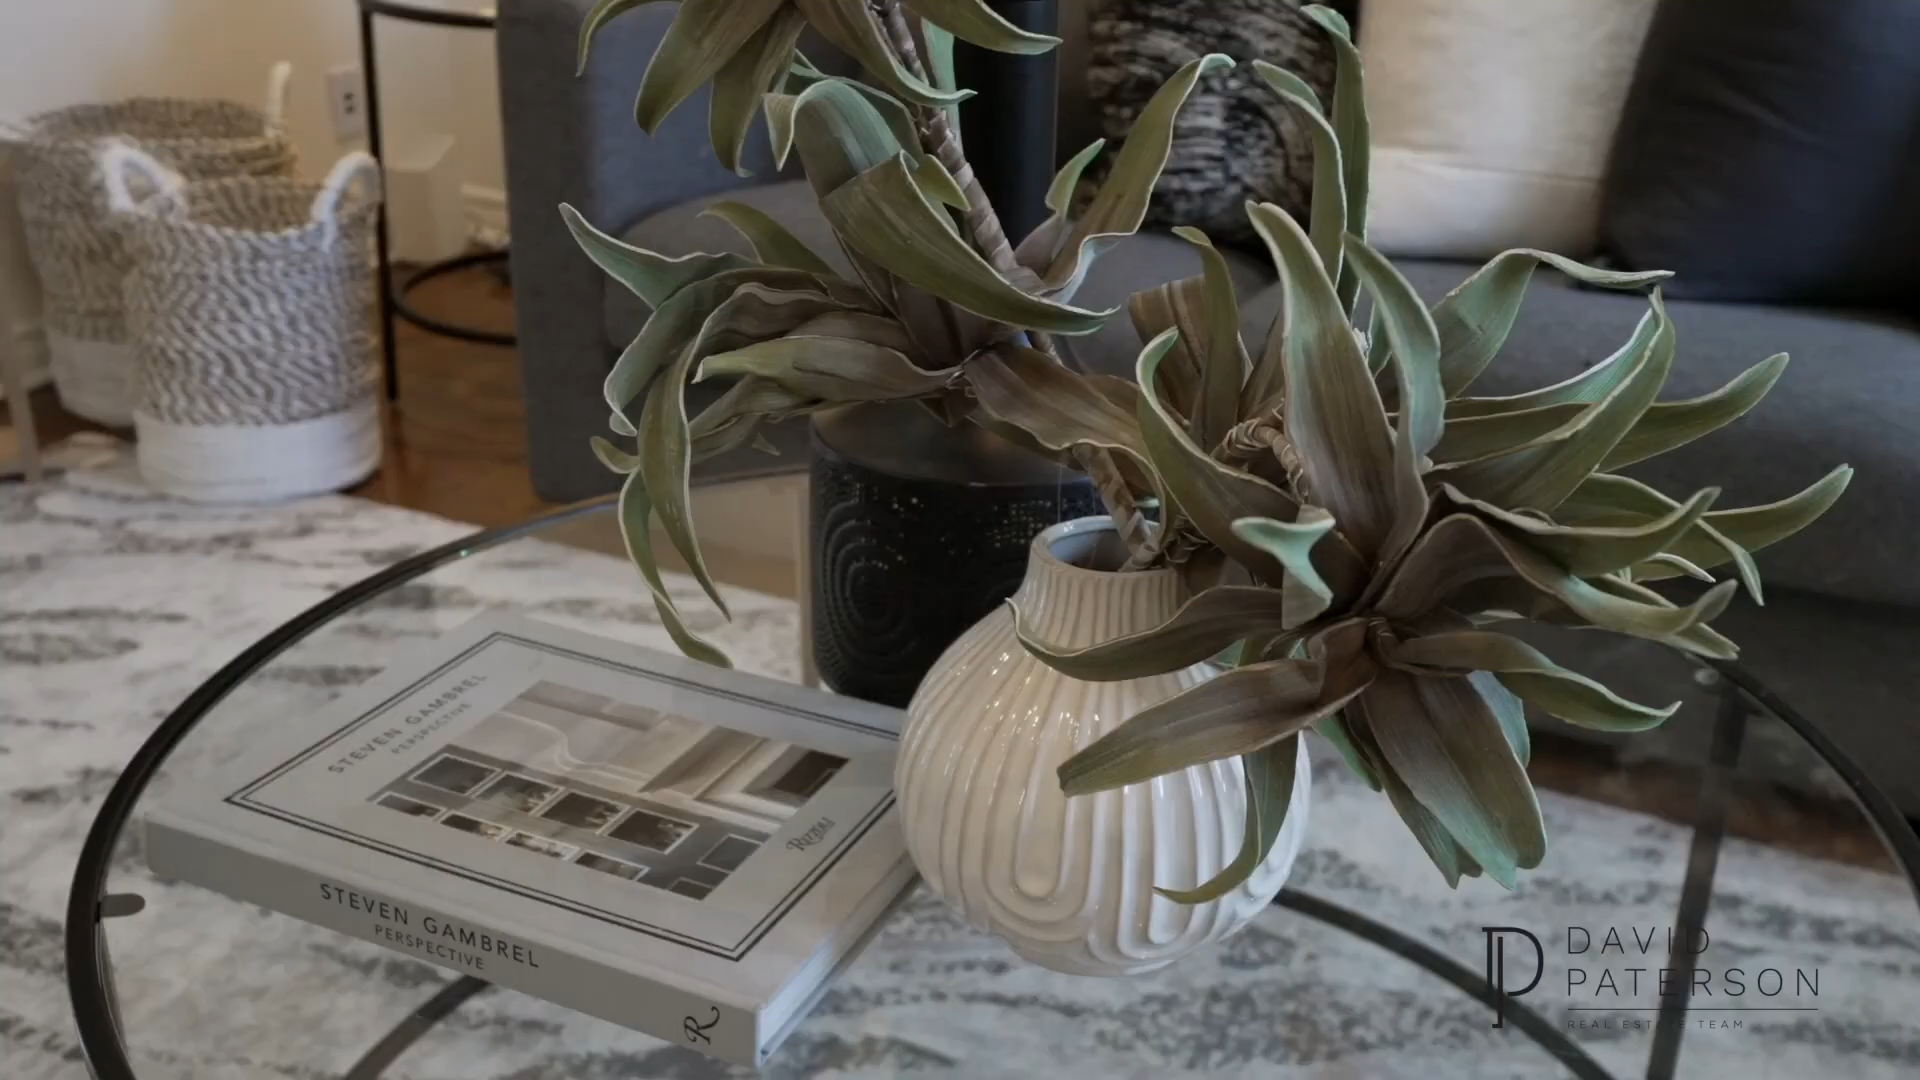 STEVEN GAMBREL
PERSPECTIVE
Rizzoli
STEVEN GAMBREL
PERSPECTIVE
R
DAVID
PATERSON
REAL ESTATE TEAM